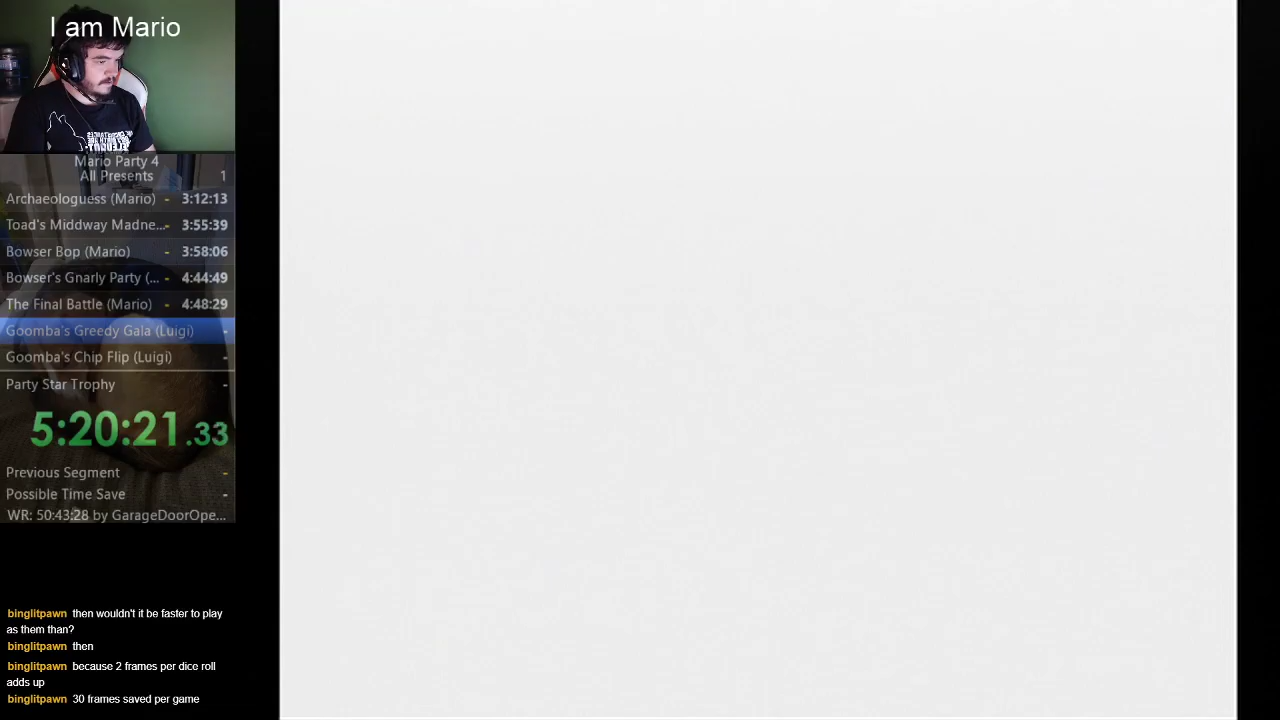 I am Mario
Mario Party 4
All Presents 1
Archaeologuess (Mario) - 3:12:13
Toad's Middway Madne... - 3:55:39
Bowser Bop (Mario) - 3:58:06
Bowser's Gnarly Party (... - 4:44:49
The Final Battle (Mario) - 4:48:29
Goomba's Greedy Gala (Luigi) -
Goomba's Chip Flip (Luigi) -
Party Star Trophy -
5:20:21.33
Previous Segment -
Possible Time Save -
WR: 50:43:28 by GarageDoorOpe...
binglitpawn then wouldn't it be faster to play
as them than?
binglitpawn then
binglitpawn because 2 frames per dice roll
adds up
binglitpawn 30 frames saved per game